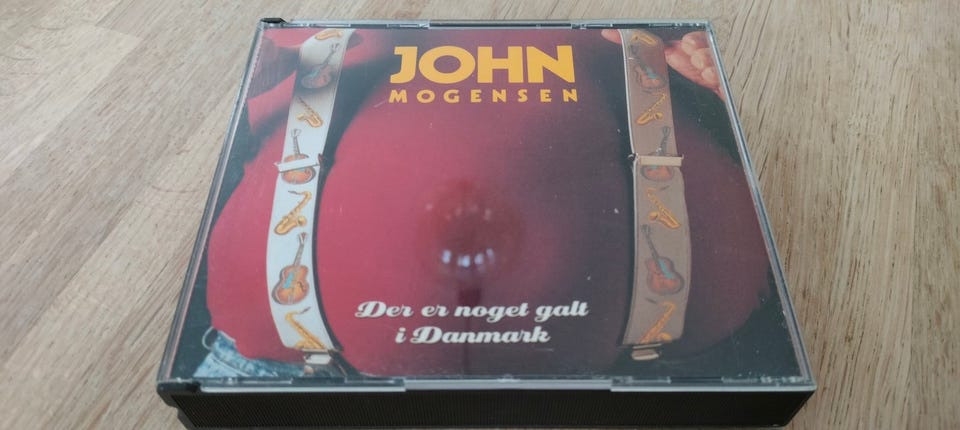 JOHN
MOGENSEN
Der er noget galt
i Danmark